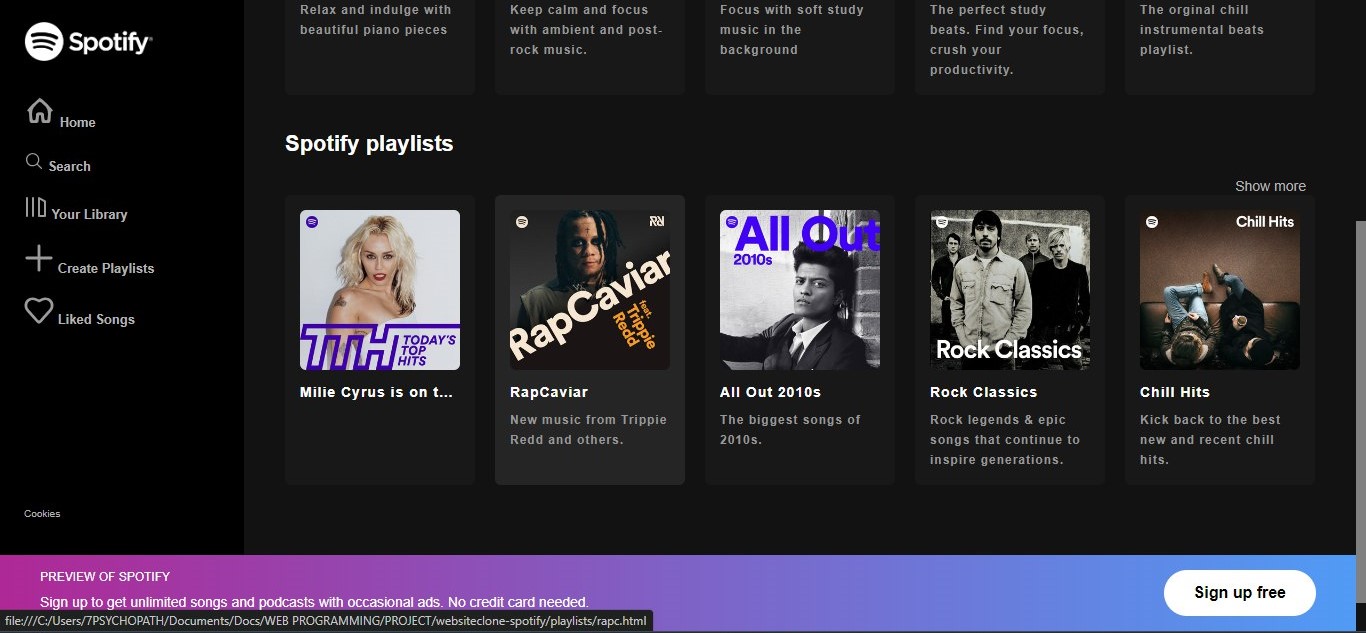 Spotify®
Home
Search
Your Library
Create Playlists
Liked Songs
Cookies
Relax and indulge with
beautiful piano pieces
Keep calm and focus
with ambient and post-
rock music.
Focus with soft study
music in the
background
The perfect study
beats. Find your focus,
crush your
productivity.
The orginal chill
instrumental beats
playlist.
Spotify playlists
Show more
TTH TODAY'S
TOP
HITS
Milie Cyrus is on t...
RapCaviar
feat.
Trippie
Redd
RapCaviar
New music from Trippie
Redd and others.
All Out
2010s
All Out 2010s
The biggest songs of
2010s.
Rock Classics
Rock Classics
Rock legends & epic
songs that continue to
inspire generations.
Chill Hits
Chill Hits
Kick back to the best
new and recent chill
hits.
PREVIEW OF SPOTIFY
Sign up to get unlimited songs and podcasts with occasional ads. No credit card needed.
Sign up free
file:///C:/Users/7PSYCHOPATH/Documents/Docs/WEB PROGRAMMING/PROJECT/websiteclone-spotify/playlists/rapc.html